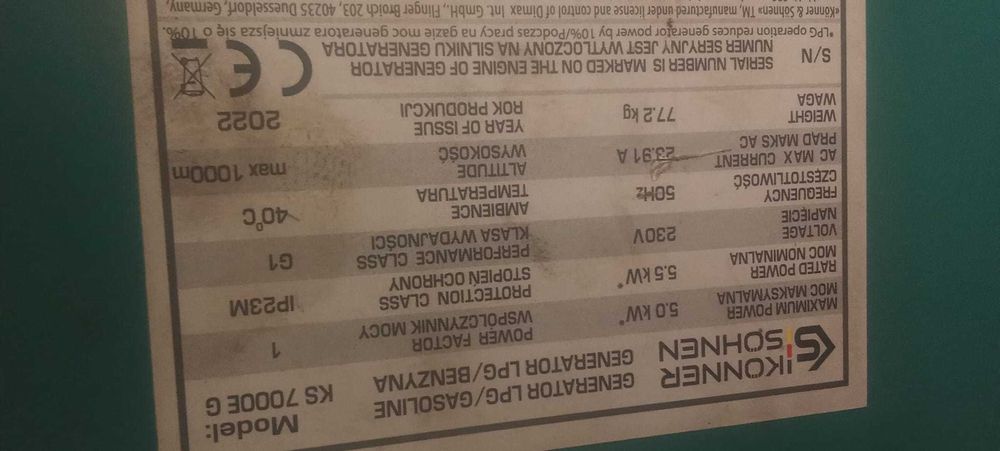 KÖNNER
SÖHNEN
GENERATOR LPG/GASOLINE
GENERATOR LPG/BENZYNA
Model:
KS 7000E G
MAXIMUM POWER
MOC MAKSYMALNA
5.0 kW*
POWER FACTOR
WSPÓŁCZYNNIK MOCY
1
RATED POWER
MOC NOMINALNA
5.5 kW*
PROTECTION CLASS
STOPIEŃ OCHRONY
IP23M
VOLTAGE
NAPIĘCIE
230V
PERFORMANCE CLASS
KLASA WYDAJNOŚCI
G1
FREQUENCY
CZĘSTOTLIWOŚĆ
50Hz
AMBIENCE
TEMPERATURA
40°C
AC MAX CURRENT
PRĄD MAKS AC
23.91 A
ALTITUDE
WYSOKOŚĆ
max 1000m
WEIGHT
WAGA
77.2 kg
YEAR OF ISSUE
ROK PRODUKCJI
2022
S/N
SERIAL NUMBER IS MARKED ON THE ENGINE OF GENERATOR
NUMER SERYJNY JEST WYTŁOCZONY NA SILNIKU GENERATORA
CE
*LPG operation reduces generator power by 10%/Podczas pracy na gazie moc generatora zmniejsza się o 10%.
«Könner & Söhnen» TM, manufactured under license and control of Dimax Int. GmbH., Flinger Broich 203, 40235, Duesseldorf, Germany,